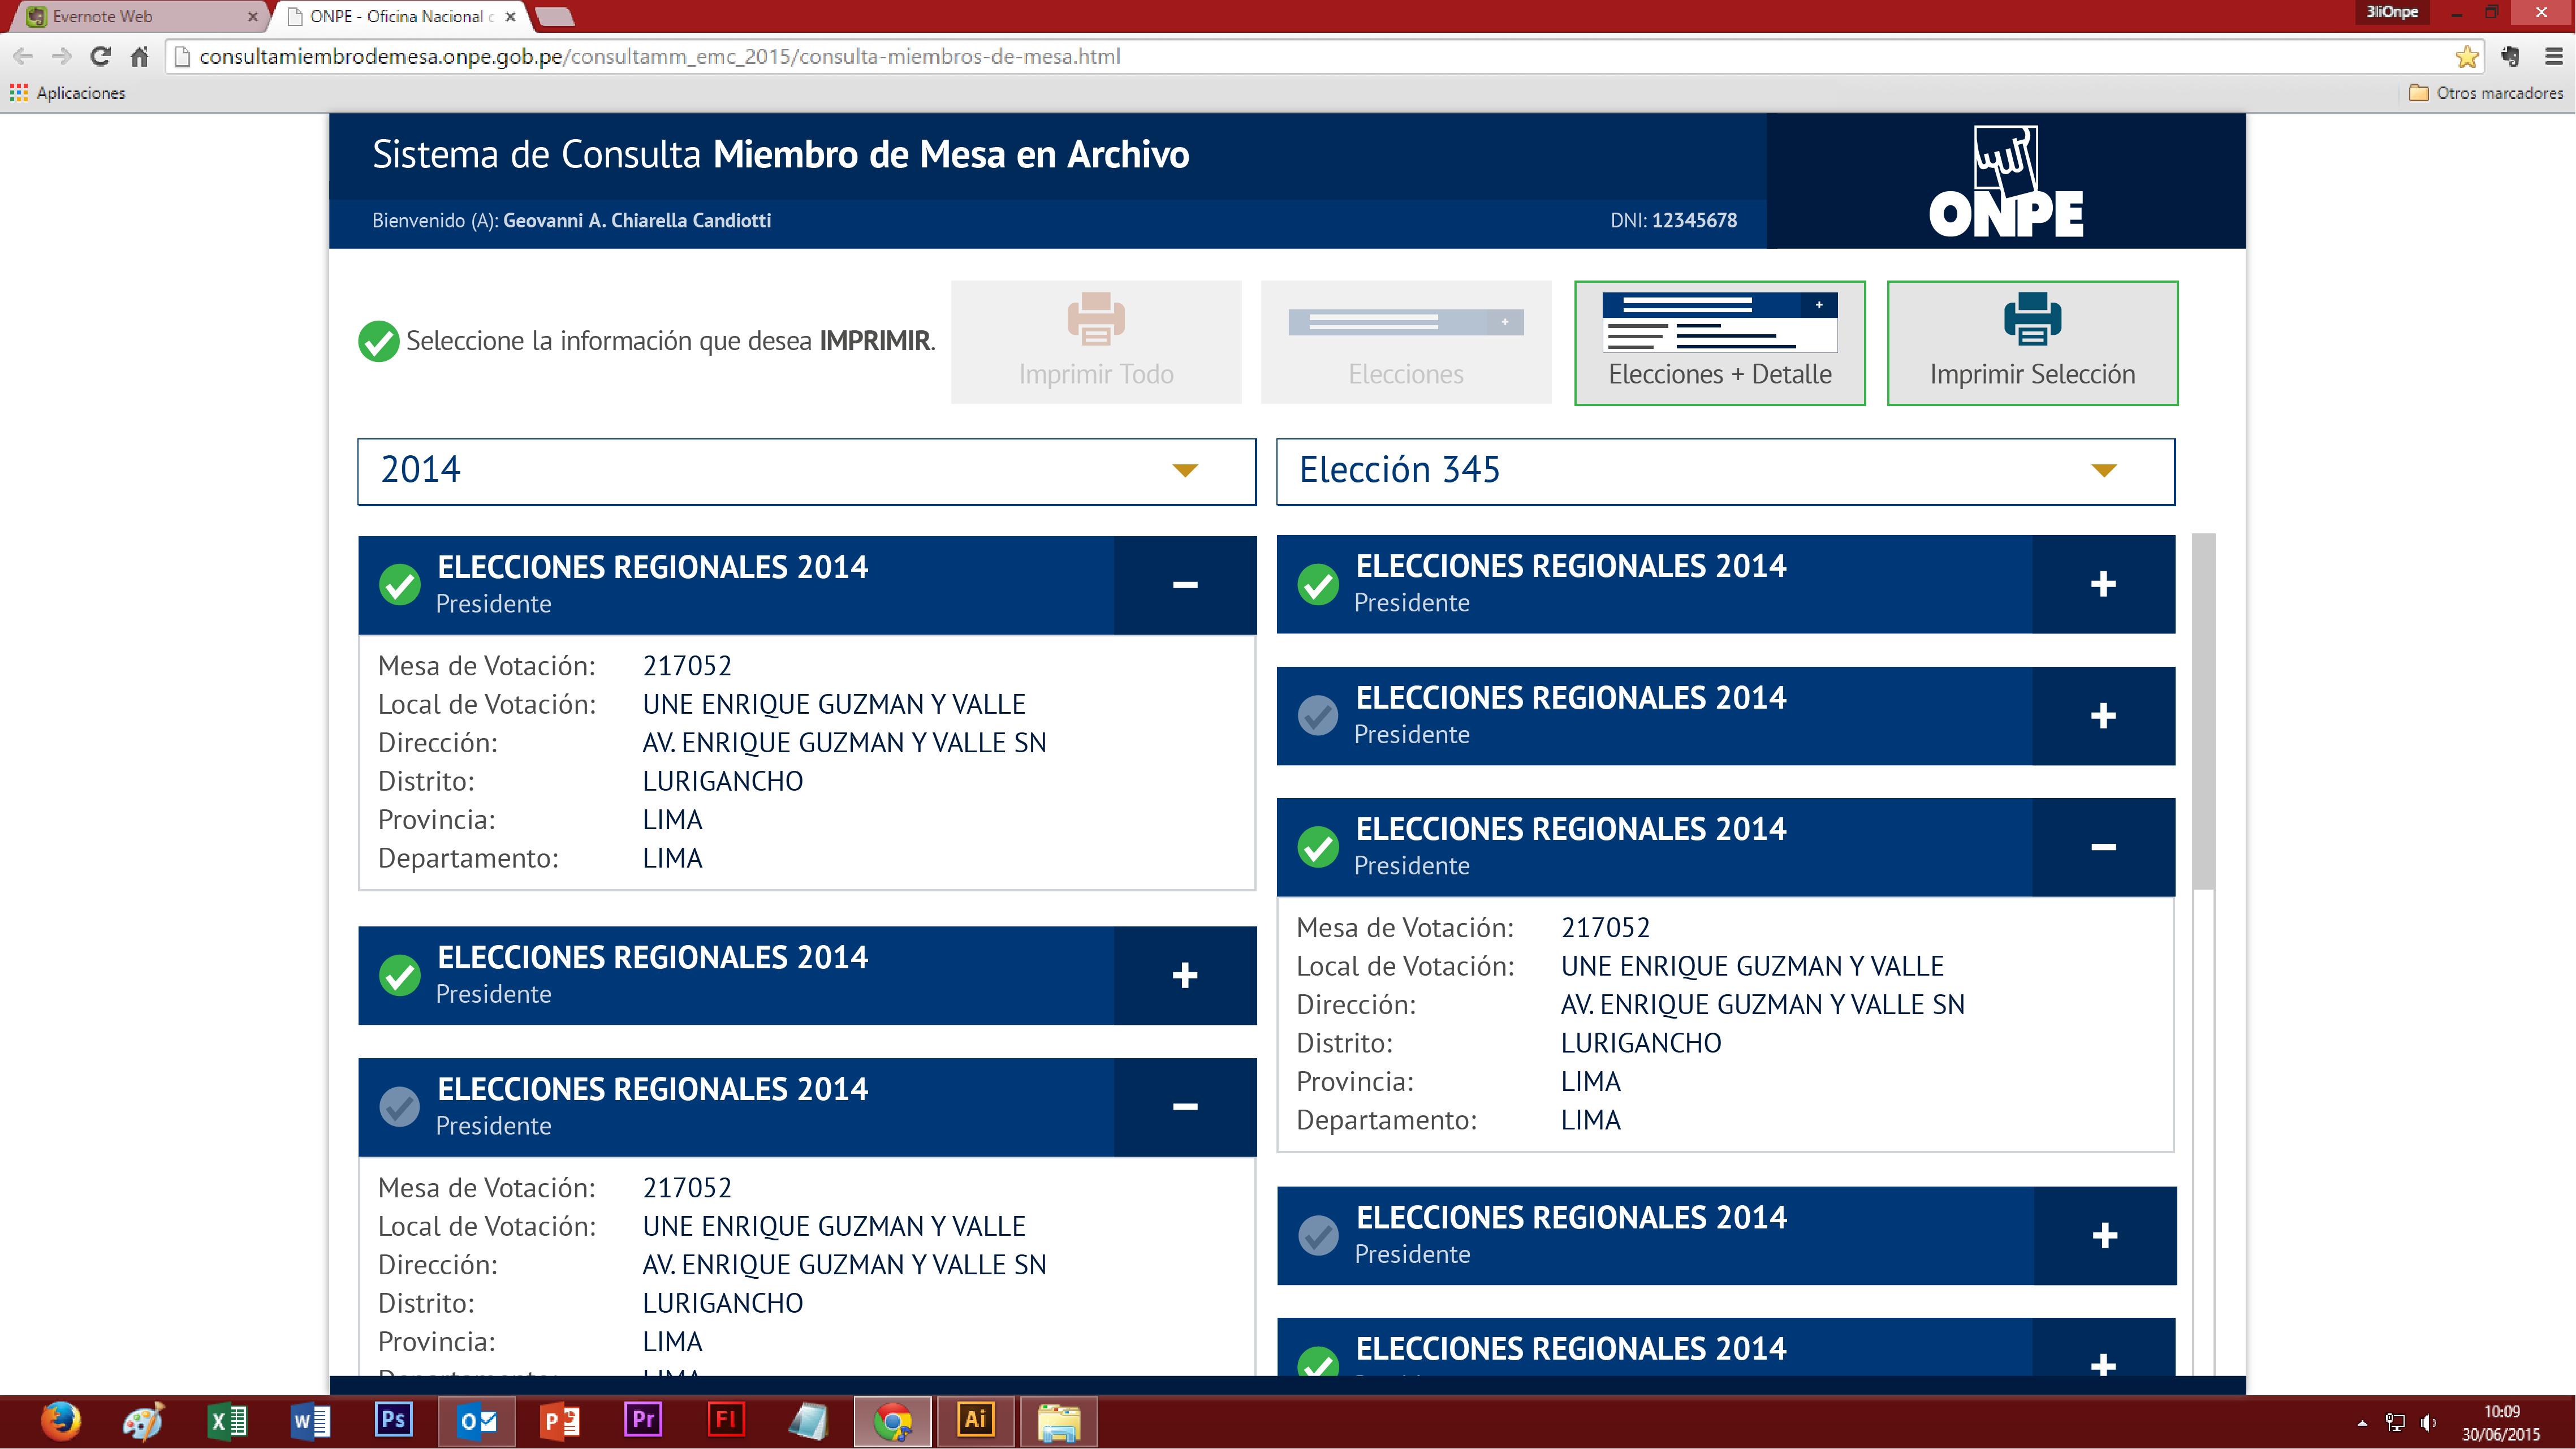 Evernote Web
ONPE - Oficina Nacional
3liOnpe
consultamiembrodemesa.onpe.gob.pe/consultamm_emc_2015/consulta-miembros-de-mesa.html
Aplicaciones
Otros marcadores
Sistema de Consulta Miembro de Mesa en Archivo
Bienvenido (A): Geovanni A. Chiarella Candiotti
DNI: 12345678
ONPE
Seleccione la información que desea IMPRIMIR.
Imprimir Todo
Elecciones
Elecciones + Detalle
Imprimir Selección
2014
Elección 345
ELECCIONES REGIONALES 2014
Presidente
Mesa de Votación: 217052
Local de Votación: UNE ENRIQUE GUZMAN Y VALLE
Dirección: AV. ENRIQUE GUZMAN Y VALLE SN
Distrito: LURIGANCHO
Provincia: LIMA
Departamento: LIMA
ELECCIONES REGIONALES 2014
Presidente
ELECCIONES REGIONALES 2014
Presidente
Mesa de Votación: 217052
Local de Votación: UNE ENRIQUE GUZMAN Y VALLE
Dirección: AV. ENRIQUE GUZMAN Y VALLE SN
Distrito: LURIGANCHO
Provincia: LIMA
ELECCIONES REGIONALES 2014
Presidente
ELECCIONES REGIONALES 2014
Presidente
ELECCIONES REGIONALES 2014
Presidente
Mesa de Votación: 217052
Local de Votación: UNE ENRIQUE GUZMAN Y VALLE
Dirección: AV. ENRIQUE GUZMAN Y VALLE SN
Distrito: LURIGANCHO
Provincia: LIMA
Departamento: LIMA
ELECCIONES REGIONALES 2014
Presidente
ELECCIONES REGIONALES 2014
Ps
Pr
Fl
Ai
10:09
30/06/2015